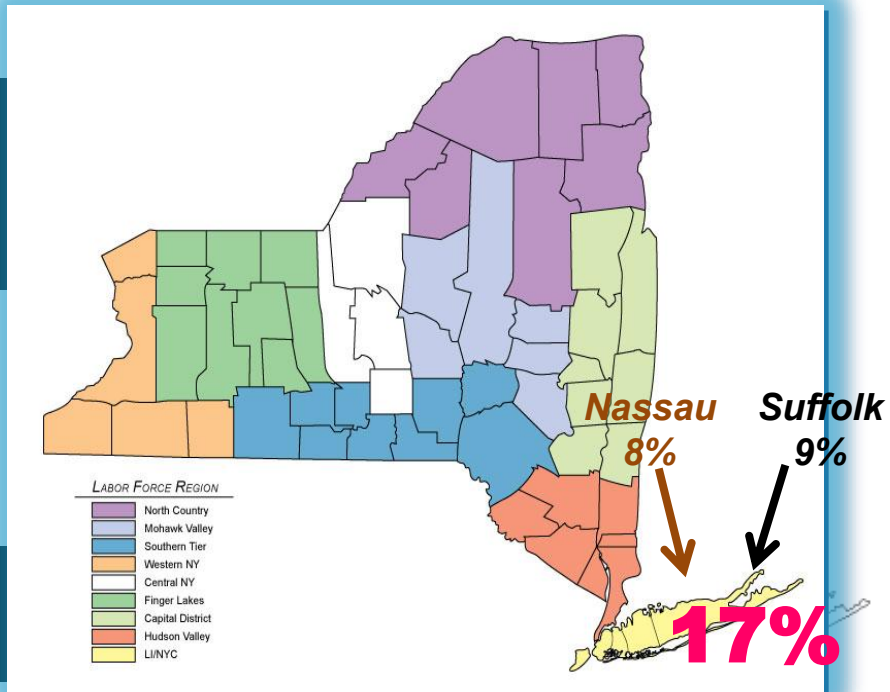 Nassau
8%
Suffolk
9%
17%
LABOR FORCE REGION
North Country
Mohawk Valley
Southern Tier
Western NY
Central NY
Finger Lakes
Capital District
Hudson Valley
LI/NYC